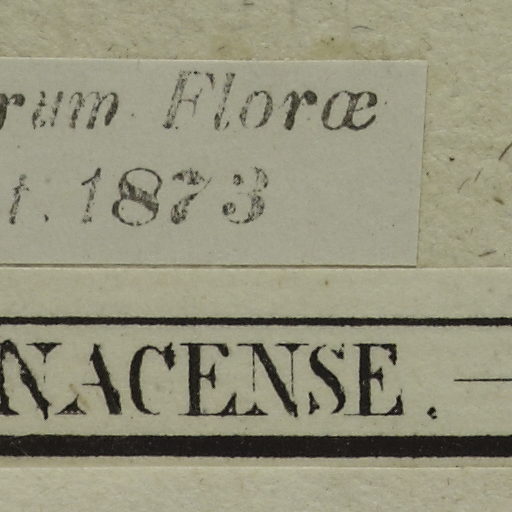 rum Floræ
t. 1873
NACENSE. —